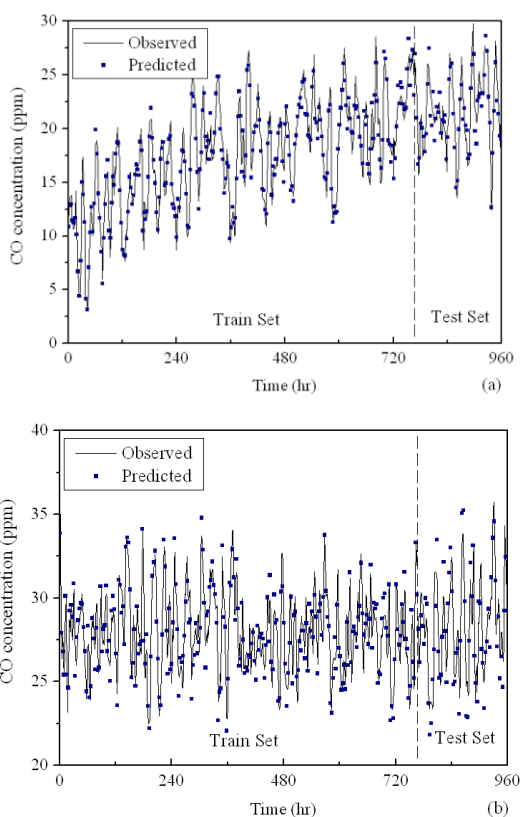 30
25
20
15
10
5
0
CO concentration (ppm)
Observed
Predicted
Train Set
Test Set
0 240 480 720 960
Time (hr)
(a)
40
35
30
25
20
CO concentration (ppm)
Observed
Predicted
Train Set
Test Set
0 240 480 720 960
Time (hr)
(b)